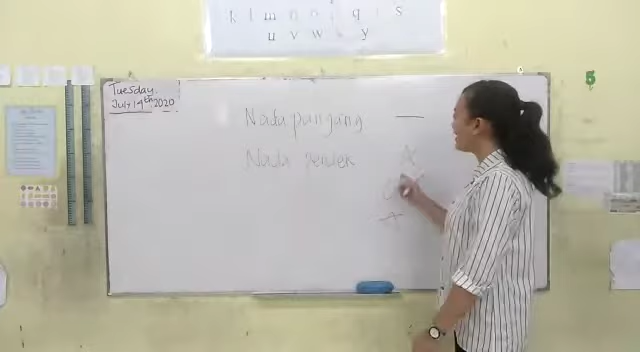 k l m n o p q r s
u v w x y
Tuesday,
July 14th 2020
Nada panjang
Nada pendek